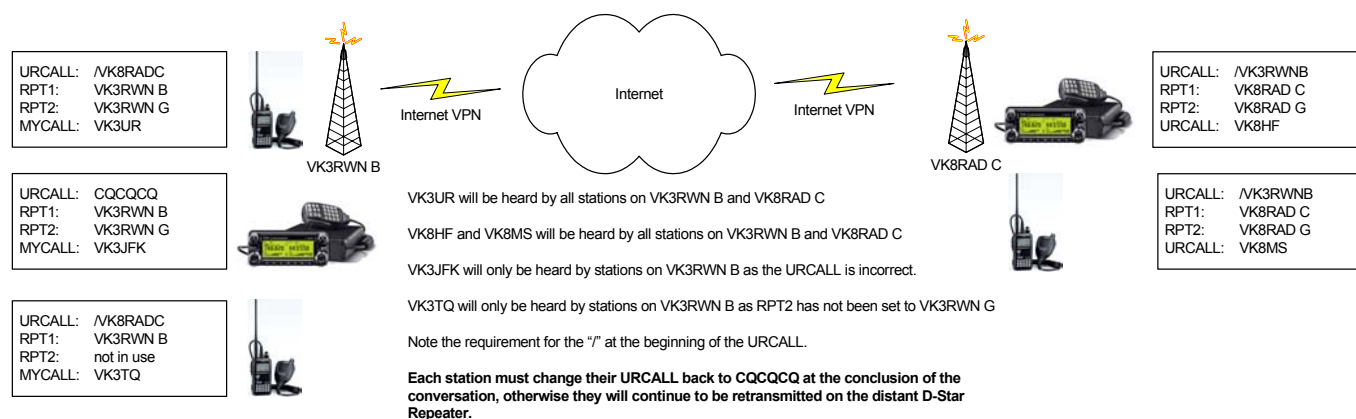 URCALL: /VK8RADC
RPT1: VK3RWN B
RPT2: VK3RWN G
MYCALL: VK3UR
VK3RWN B
Internet VPN
Internet
Internet VPN
VK8RAD C
URCALL: /VK3RWNB
RPT1: VK8RAD C
RPT2: VK8RAD G
URCALL: VK8HF
URCALL: CQCQCQ
RPT1: VK3RWN B
RPT2: VK3RWN G
MYCALL: VK3JFK
URCALL: /VK3RWNB
RPT1: VK8RAD C
RPT2: VK8RAD G
URCALL: VK8MS
URCALL: /VK8RADC
RPT1: VK3RWN B
RPT2: not in use
MYCALL: VK3TQ
VK3UR will be heard by all stations on VK3RWN B and VK8RAD C
VK8HF and VK8MS will be heard by all stations on VK3RWN B and VK8RAD C
VK3JFK will only be heard by stations on VK3RWN B as the URCALL is incorrect.
VK3TQ will only be heard by stations on VK3RWN B as RPT2 has not been set to VK3RWN G
Note the requirement for the “/” at the beginning of the URCALL.
Each station must change their URCALL back to CQCQCQ at the conclusion of the
conversation, otherwise they will continue to be retransmitted on the distant D-Star
Repeater.